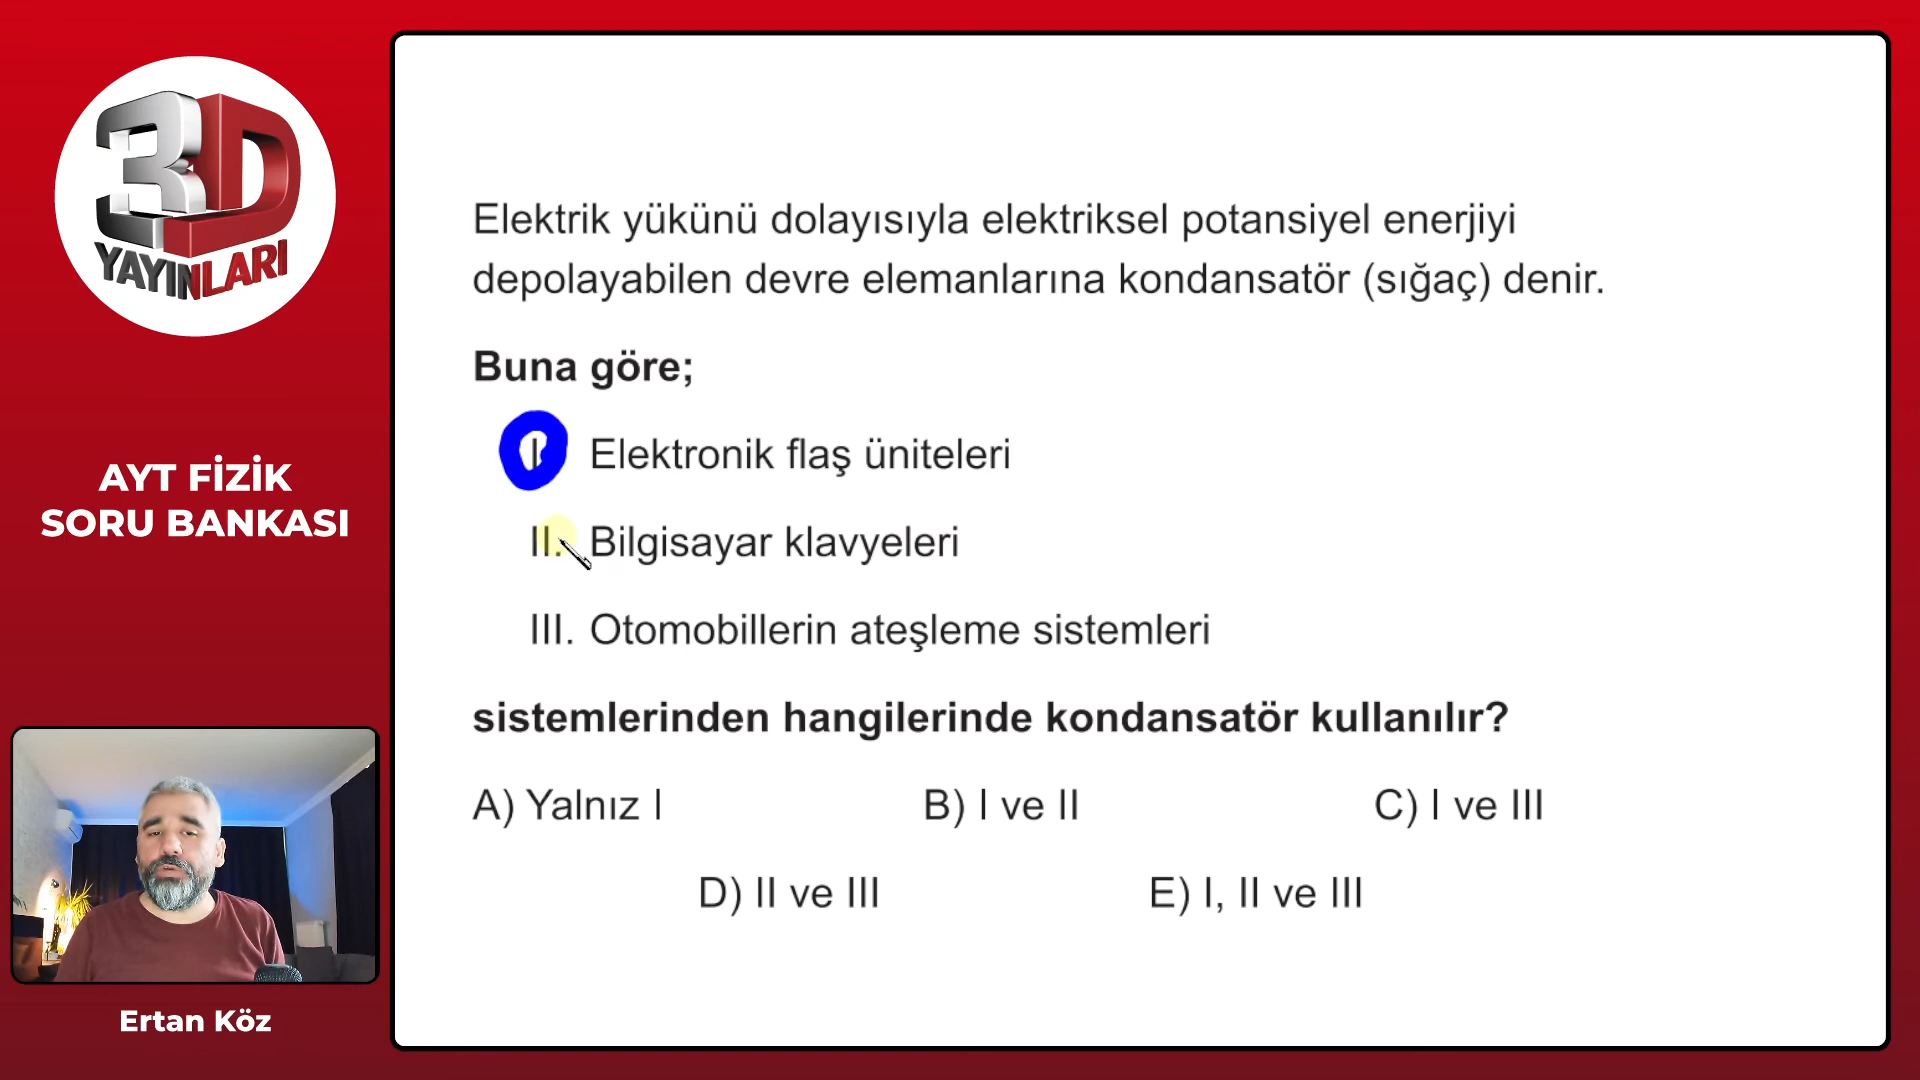 3D
YAYINLARI
AYT FİZİK
SORU BANKASI
Ertan Köz
Elektrik yükünü dolayısıyla elektriksel potansiyel enerjiyi
depolayabilen devre elemanlarına kondansatör (sığaç) denir.
Buna göre;
I. Elektronik flaş üniteleri
II. Bilgisayar klavyeleri
III. Otomobillerin ateşleme sistemleri
sistemlerinden hangilerinde kondansatör kullanılır?
A) Yalnız I B) I ve II C) I ve III
D) II ve III E) I, II ve III